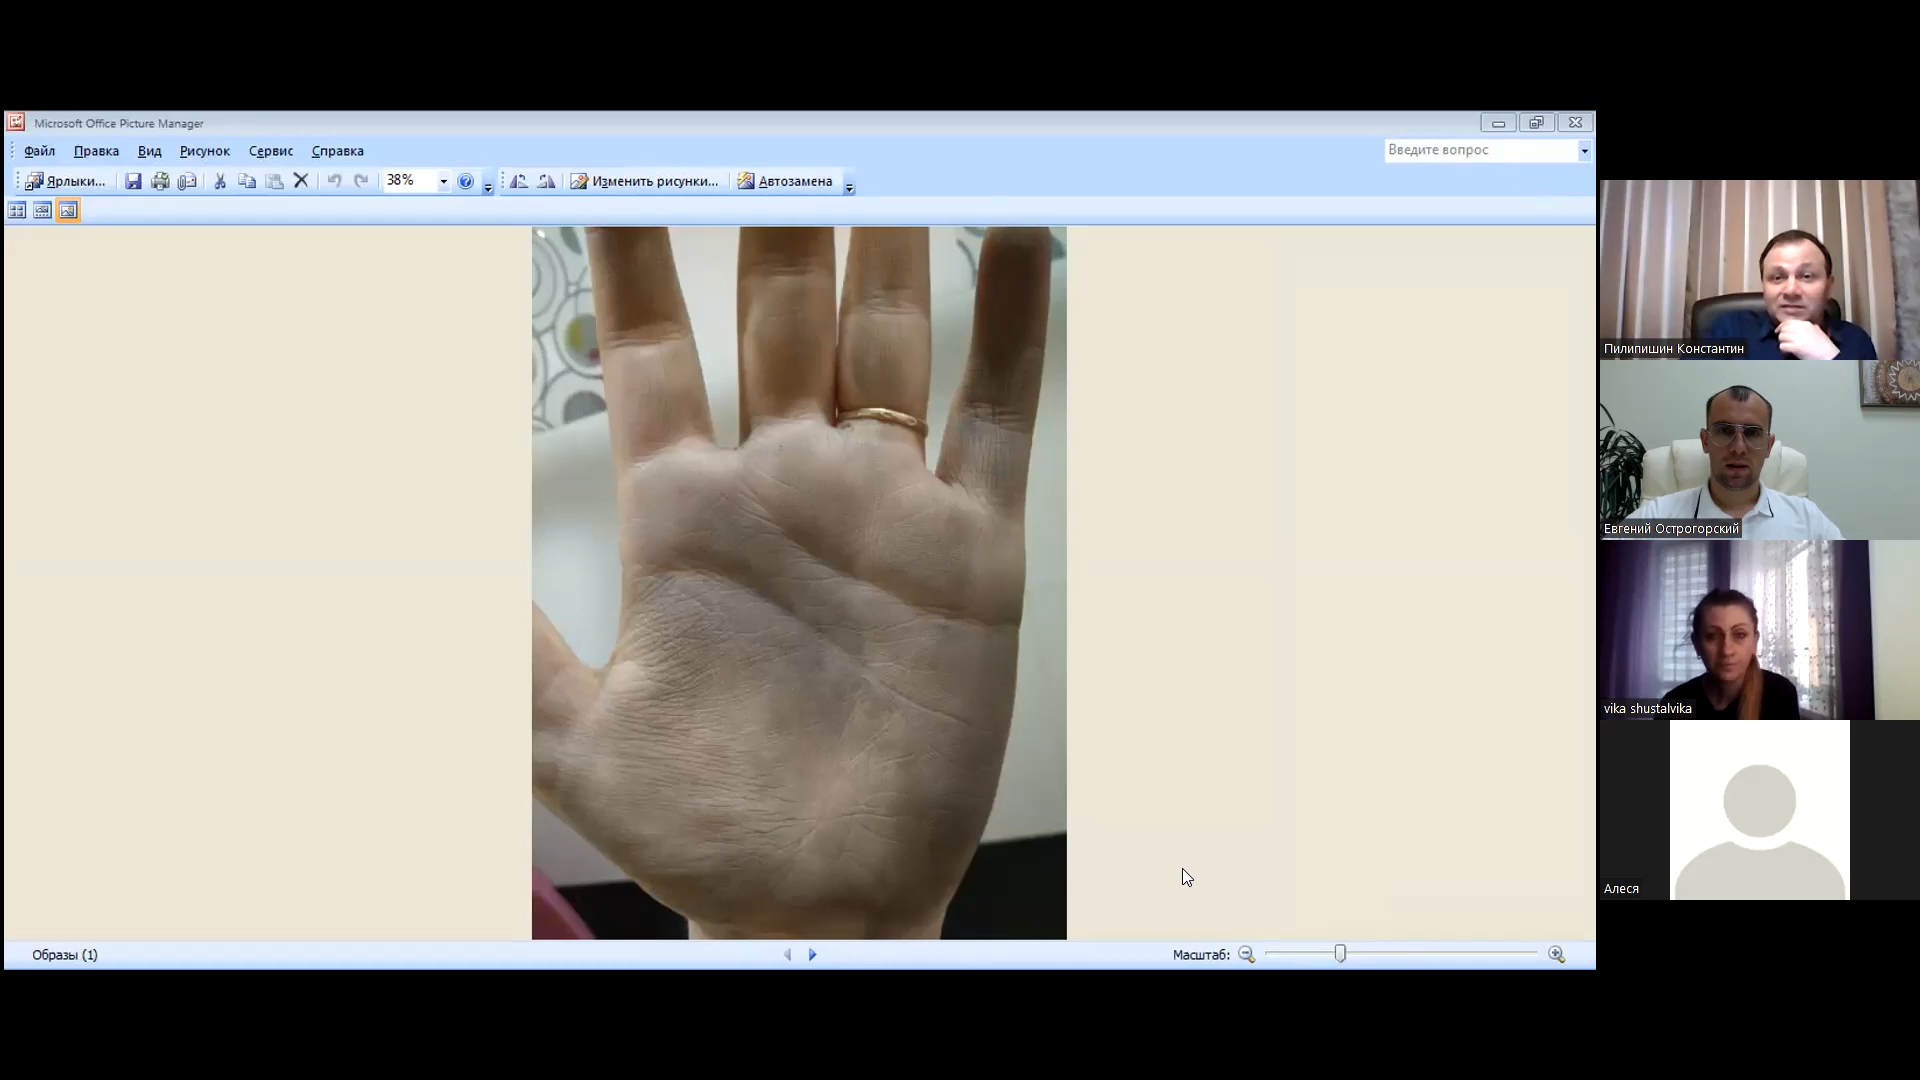 Microsoft Office Picture Manager
Файл Правка Вид Рисунок Сервис Справка
Введите вопрос
Ярлыки... 38% Изменить рисунки... Автозамена
Пилипишин Константин
Евгений Острогорский
vika shustalvika
Алеся
Образы (1)
Масштаб: